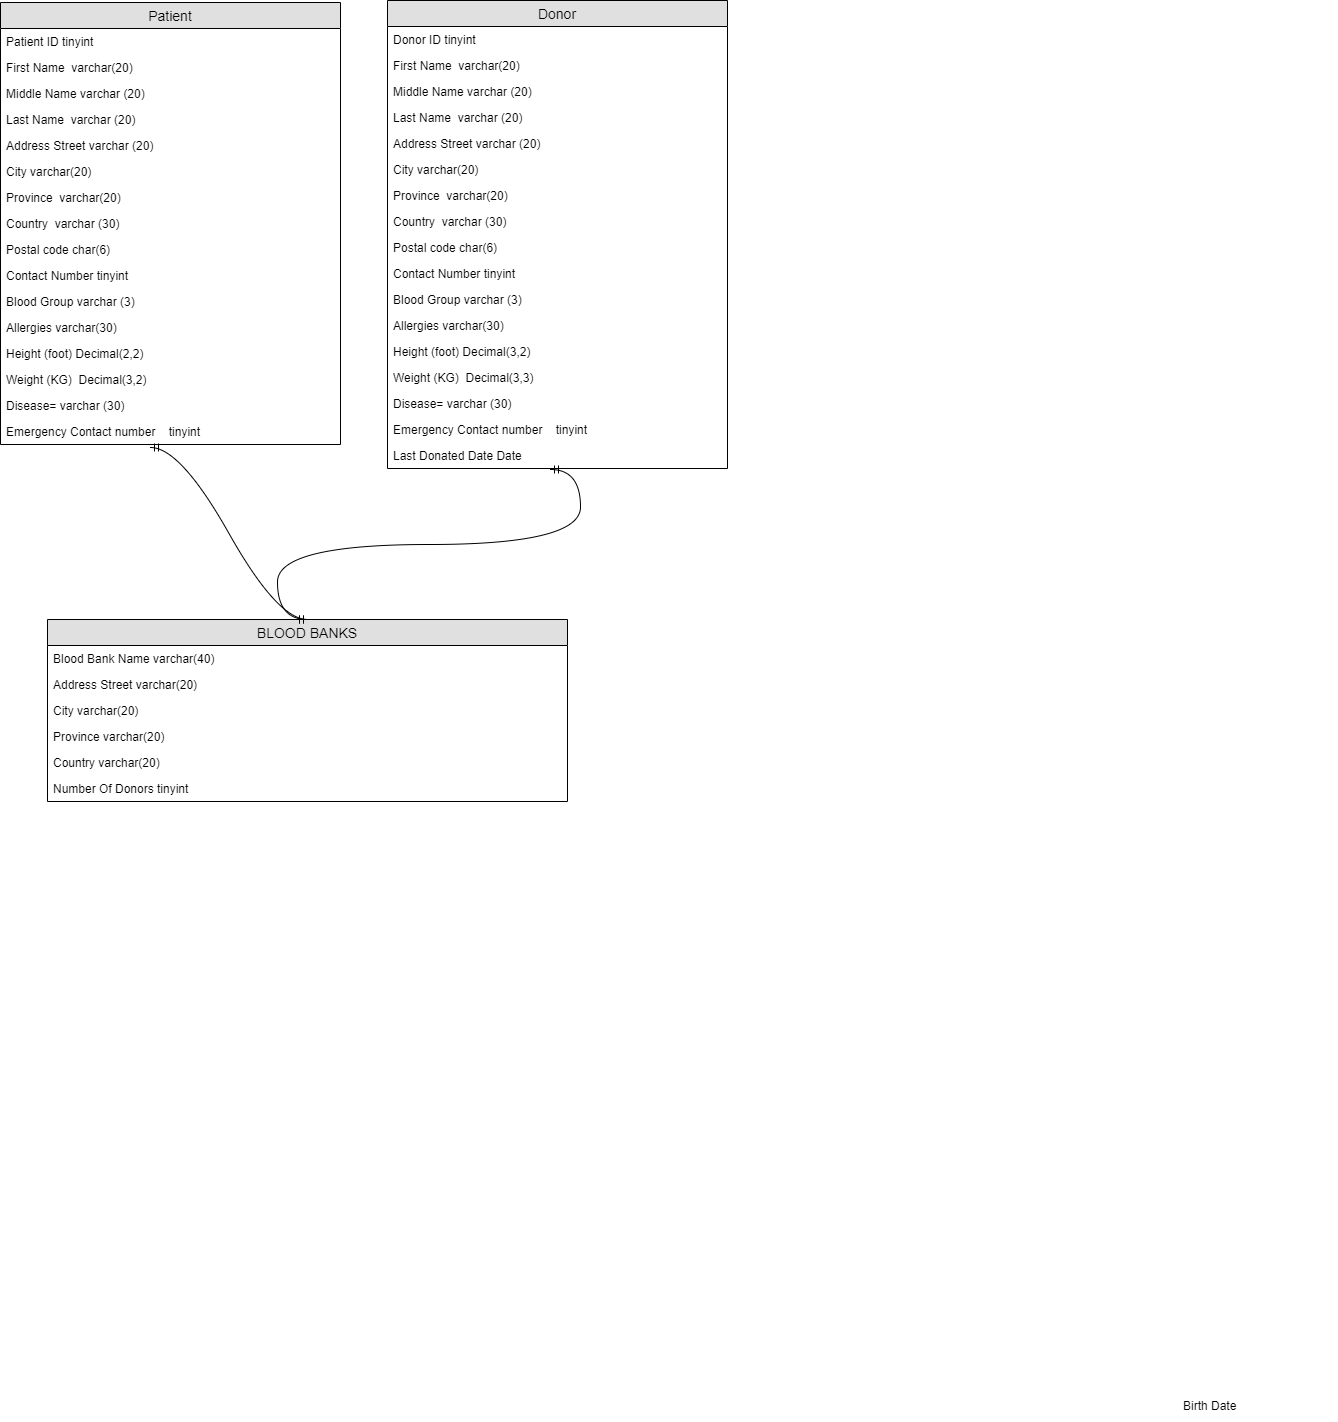 Patient
Patient ID tinyint
First Name  varchar(20)
Middle Name varchar (20)
Last Name  varchar (20)
Address Street varchar (20)
City varchar(20)
Province  varchar(20)
Country  varchar (30)
Postal code char(6)
Contact Number tinyint
Blood Group varchar (3)
Allergies varchar(30)
Height (foot) Decimal(2,2)
Weight (KG)  Decimal(3,2)
Disease= varchar (30)
Emergency Contact number    tinyint
Donor
Donor ID tinyint
First Name  varchar(20)
Middle Name varchar (20)
Last Name  varchar (20)
Address Street varchar (20)
City varchar(20)
Province  varchar(20)
Country  varchar (30)
Postal code char(6)
Contact Number tinyint
Blood Group varchar (3)
Allergies varchar(30)
Height (foot) Decimal(3,2)
Weight (KG)  Decimal(3,3)
Disease= varchar (30)
Emergency Contact number    tinyint
Last Donated Date Date
BLOOD BANKS
Blood Bank Name varchar(40)
Address Street varchar(20)
City varchar(20)
Province varchar(20)
Country varchar(20)
Number Of Donors tinyint
Birth Date